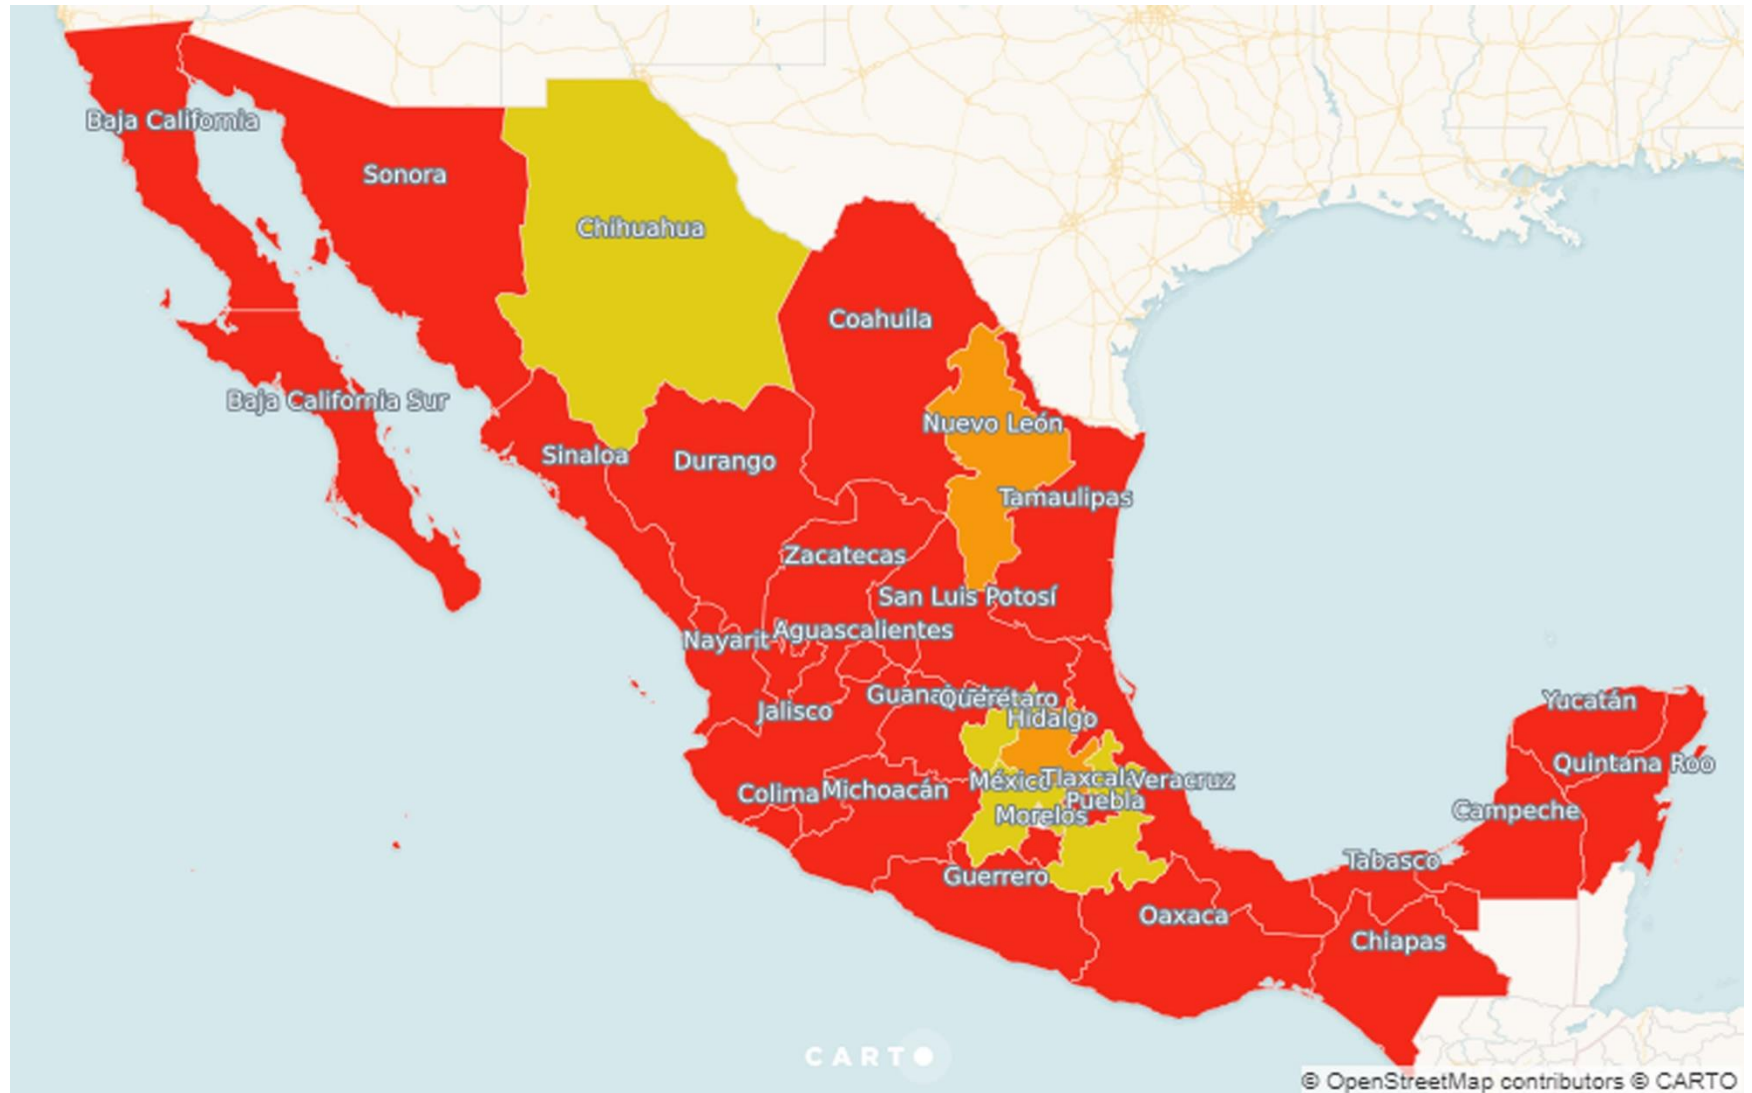 Baja California
Sonora
Chihuahua
Coahuila
Baja California Sur
Nuevo León
Sinaloa
Durango
Tamaulipas
Zacatecas
San Luis Potosí
Nayarit
Aguascalientes
Querétaro
Yucatán
Jalisco
Hidalgo
Quintana Roo
México
Tlaxcala
Veracruz
Colima
Michoacán
Puebla
Campeche
Morelos
Tabasco
Guerrero
Oaxaca
Chiapas
CARTO
© OpenStreetMap contributors © CARTO